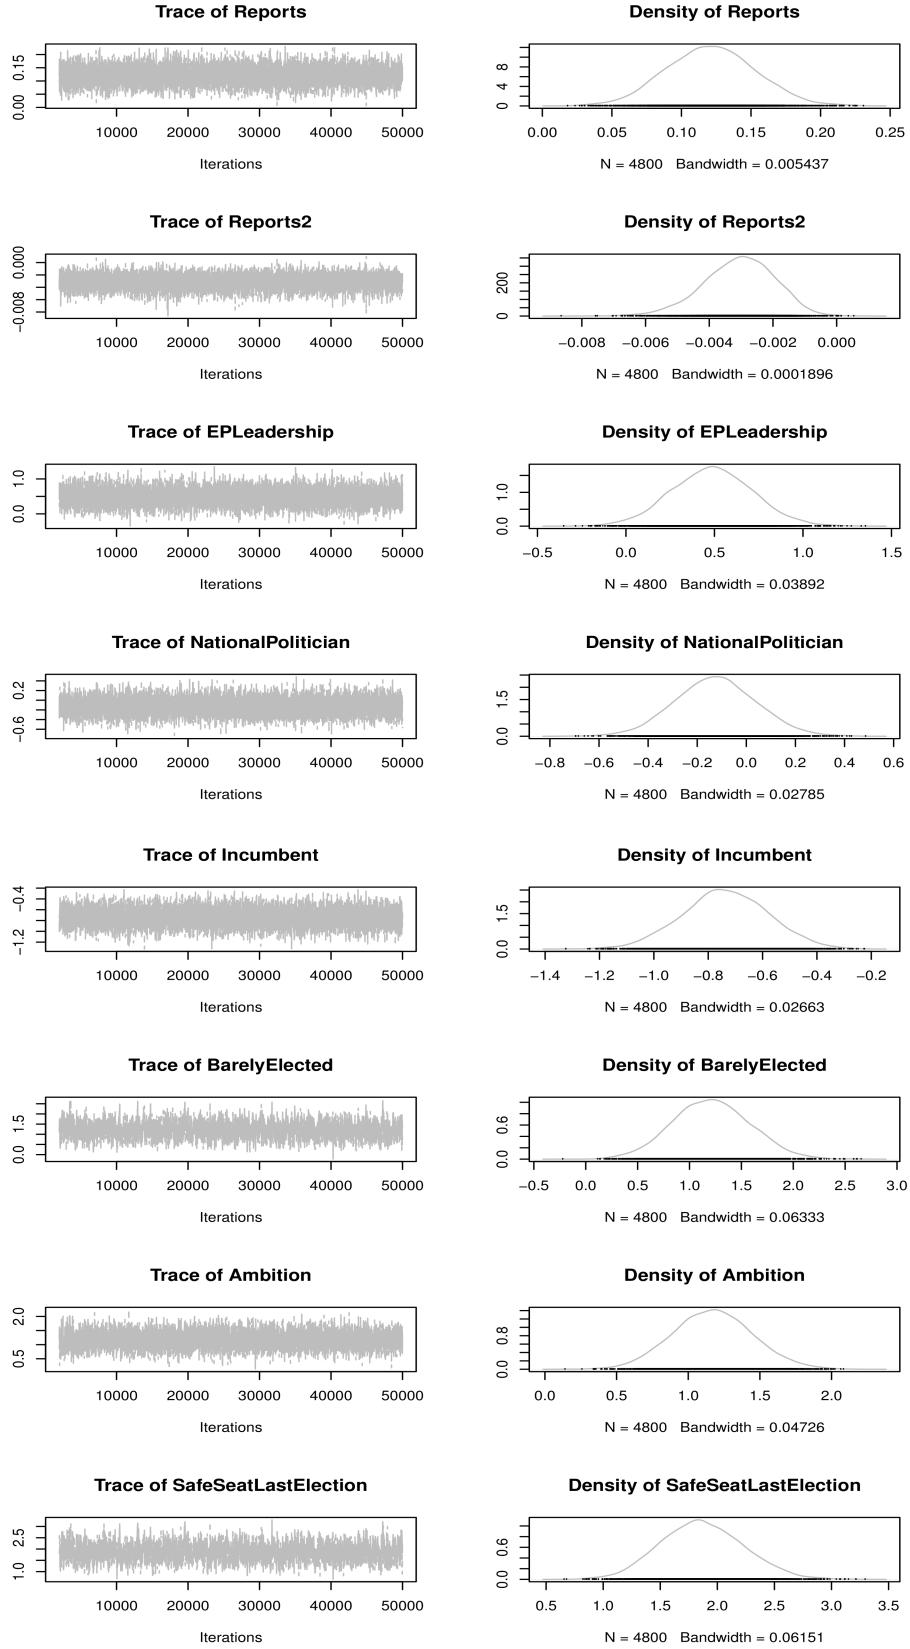 Trace of Reports
Density of Reports
0.00 0.15
10000 20000 30000 40000 50000
Iterations
0 4 8
0.00 0.05 0.10 0.15 0.20 0.25
N = 4800 Bandwidth = 0.005437
Trace of Reports2
Density of Reports2
−0.008 0.000
10000 20000 30000 40000 50000
Iterations
0 200
−0.008 −0.006 −0.004 −0.002 0.000
N = 4800 Bandwidth = 0.0001896
Trace of EPLeadership
Density of EPLeadership
0.0 1.0
10000 20000 30000 40000 50000
Iterations
0.0 1.0
−0.5 0.0 0.5 1.0 1.5
N = 4800 Bandwidth = 0.03892
Trace of NationalPolitician
Density of NationalPolitician
−0.6 0.2
10000 20000 30000 40000 50000
Iterations
0.0 1.5
−0.8 −0.6 −0.4 −0.2 0.0 0.2 0.4 0.6
N = 4800 Bandwidth = 0.02785
Trace of Incumbent
Density of Incumbent
−1.2 −0.4
10000 20000 30000 40000 50000
Iterations
0.0 1.5
−1.4 −1.2 −1.0 −0.8 −0.6 −0.4 −0.2
N = 4800 Bandwidth = 0.02663
Trace of BarelyElected
Density of BarelyElected
0.0 1.5
10000 20000 30000 40000 50000
Iterations
0.0 0.6
−0.5 0.0 0.5 1.0 1.5 2.0 2.5 3.0
N = 4800 Bandwidth = 0.06333
Trace of Ambition
Density of Ambition
0.5 2.0
10000 20000 30000 40000 50000
Iterations
0.0 0.8
0.0 0.5 1.0 1.5 2.0
N = 4800 Bandwidth = 0.04726
Trace of SafeSeatLastElection
Density of SafeSeatLastElection
1.0 2.5
10000 20000 30000 40000 50000
Iterations
0.0 0.6
0.5 1.0 1.5 2.0 2.5 3.0 3.5
N = 4800 Bandwidth = 0.06151